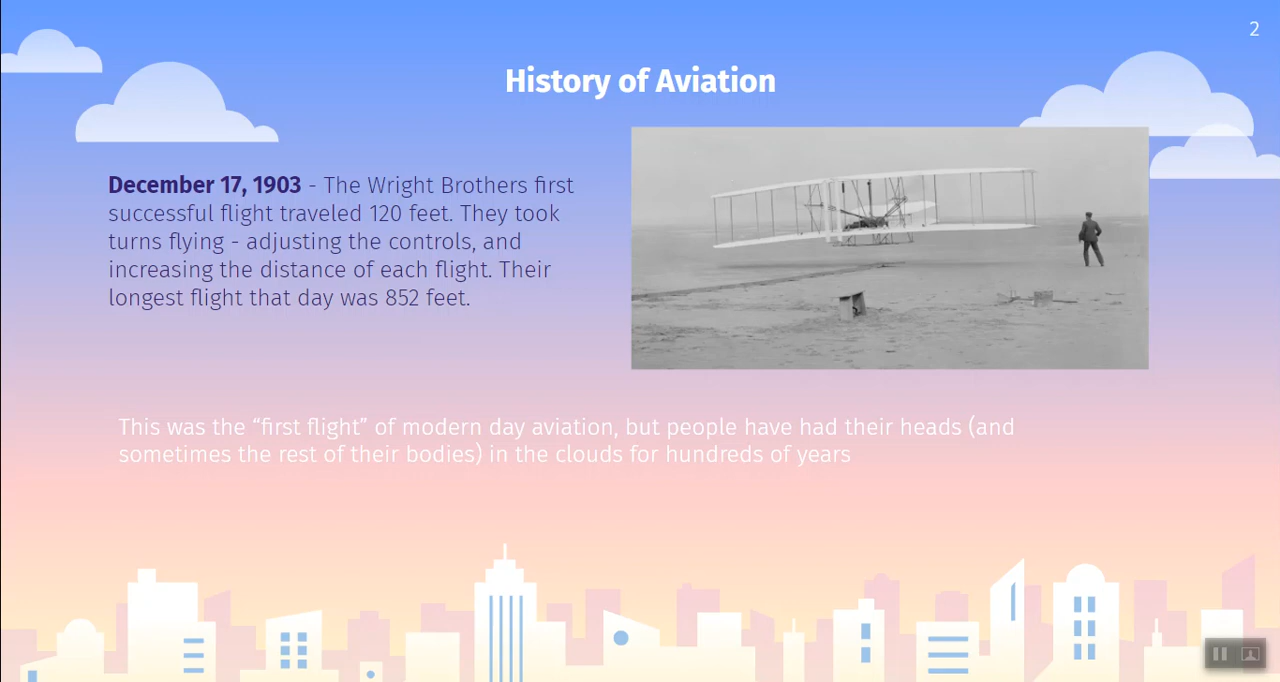 2
History of Aviation
December 17, 1903 - The Wright Brothers first
successful flight traveled 120 feet. They took
turns flying - adjusting the controls, and
increasing the distance of each flight. Their
longest flight that day was 852 feet.
This was the “first flight” of modern day aviation, but people have had their heads (and
sometimes the rest of their bodies) in the clouds for hundreds of years